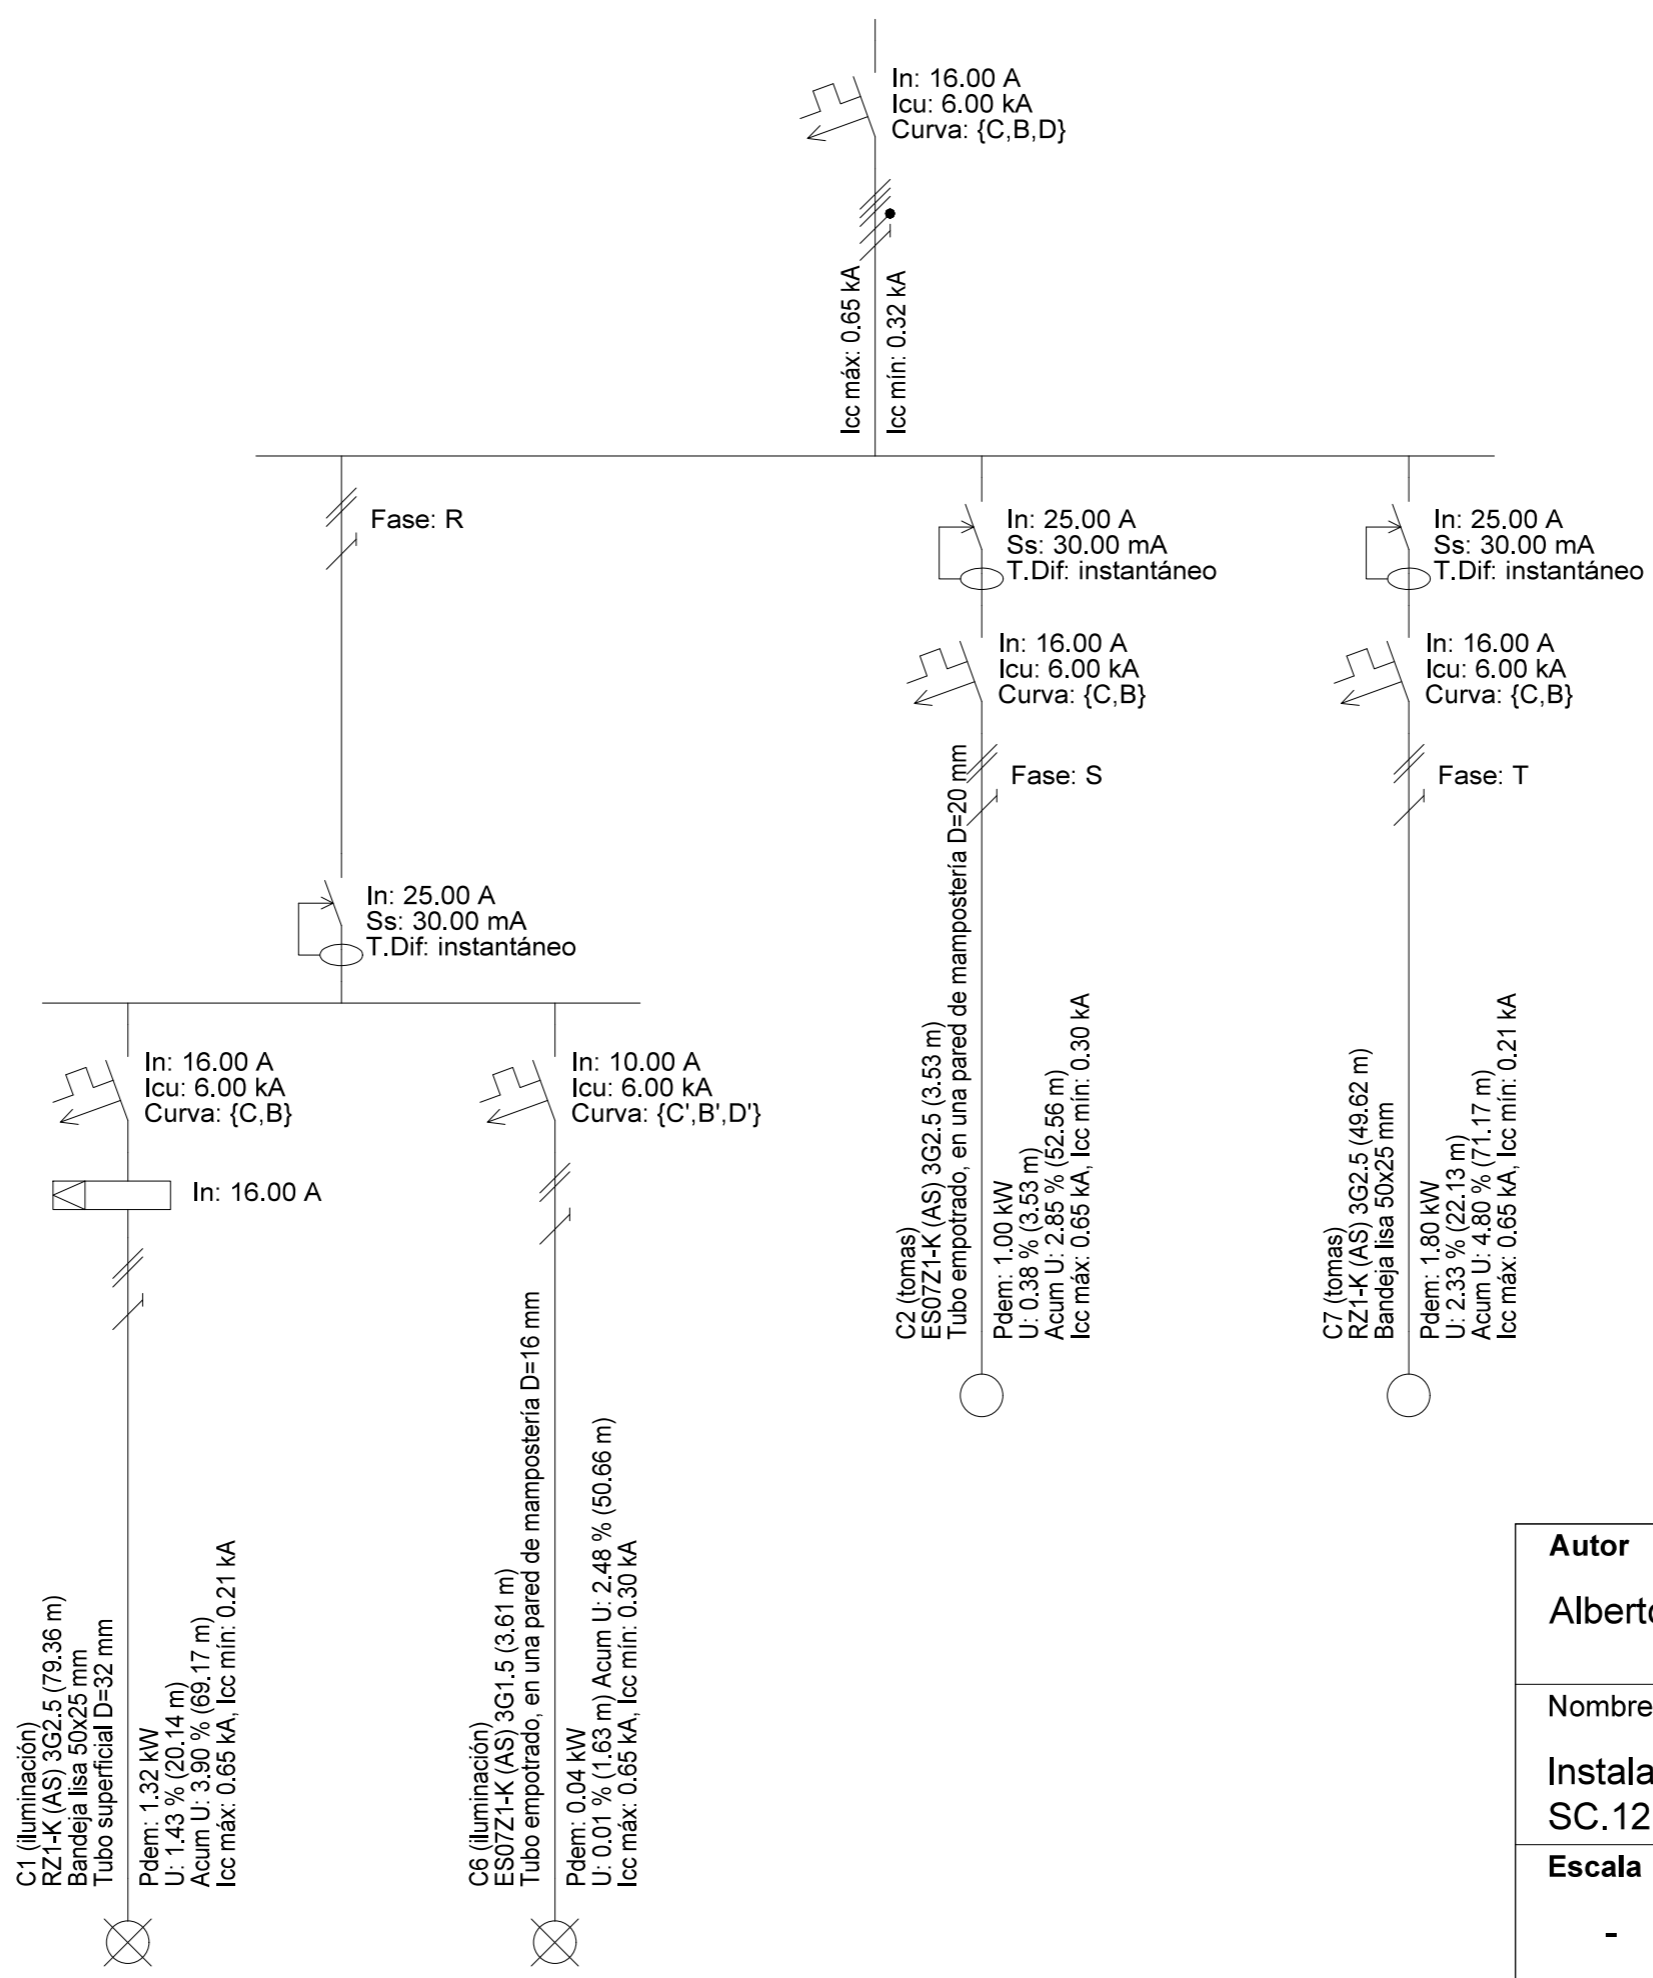 In: 16.00 A
Icu: 6.00 kA
Curva: {C,B,D}
Icc máx: 0.65 kA
Icc mín: 0.32 kA
Fase: R
In: 25.00 A
Ss: 30.00 mA
T.Dif: instantáneo
In: 16.00 A
Icu: 6.00 kA
Curva: {C,B}
In: 16.00 A
C1 (iluminación)
RZ1-K (AS) 3G2.5 (79.36 m)
Bandeja lisa 50x25 mm
Tubo superficial D=32 mm
Pdem: 1.32 kW
U: 1.43 % (20.14 m)
Acum U: 3.90 % (69.17 m)
Icc máx: 0.65 kA, Icc mín: 0.21 kA
In: 10.00 A
Icu: 6.00 kA
Curva: {C',B',D'}
C6 (iluminación)
ES07Z1-K (AS) 3G1.5 (3.61 m)
Tubo empotrado, en una pared de mampostería D=16 mm
Pdem: 0.04 kW
U: 0.01 % (1.63 m) Acum U: 2.48 % (50.66 m)
Icc máx: 0.65 kA, Icc mín: 0.30 kA
In: 25.00 A
Ss: 30.00 mA
T.Dif: instantáneo
In: 16.00 A
Icu: 6.00 kA
Curva: {C,B}
Fase: S
C2 (tomas)
ES07Z1-K (AS) 3G2.5 (3.53 m)
Tubo empotrado, en una pared de mampostería D=20 mm
Pdem: 1.00 kW
U: 0.38 % (3.53 m)
Acum U: 2.85 % (52.56 m)
Icc máx: 0.65 kA, Icc mín: 0.30 kA
In: 25.00 A
Ss: 30.00 mA
T.Dif: instantáneo
In: 16.00 A
Icu: 6.00 kA
Curva: {C,B}
Fase: T
C7 (tomas)
RZ1-K (AS) 3G2.5 (49.62 m)
Bandeja lisa 50x25 mm
Pdem: 1.80 kW
U: 2.33 % (22.13 m)
Acum U: 4.80 % (71.17 m)
Icc máx: 0.65 kA, Icc mín: 0.21 kA
Autor
Alberto
Nombre
Instala
SC.12
Escala
-